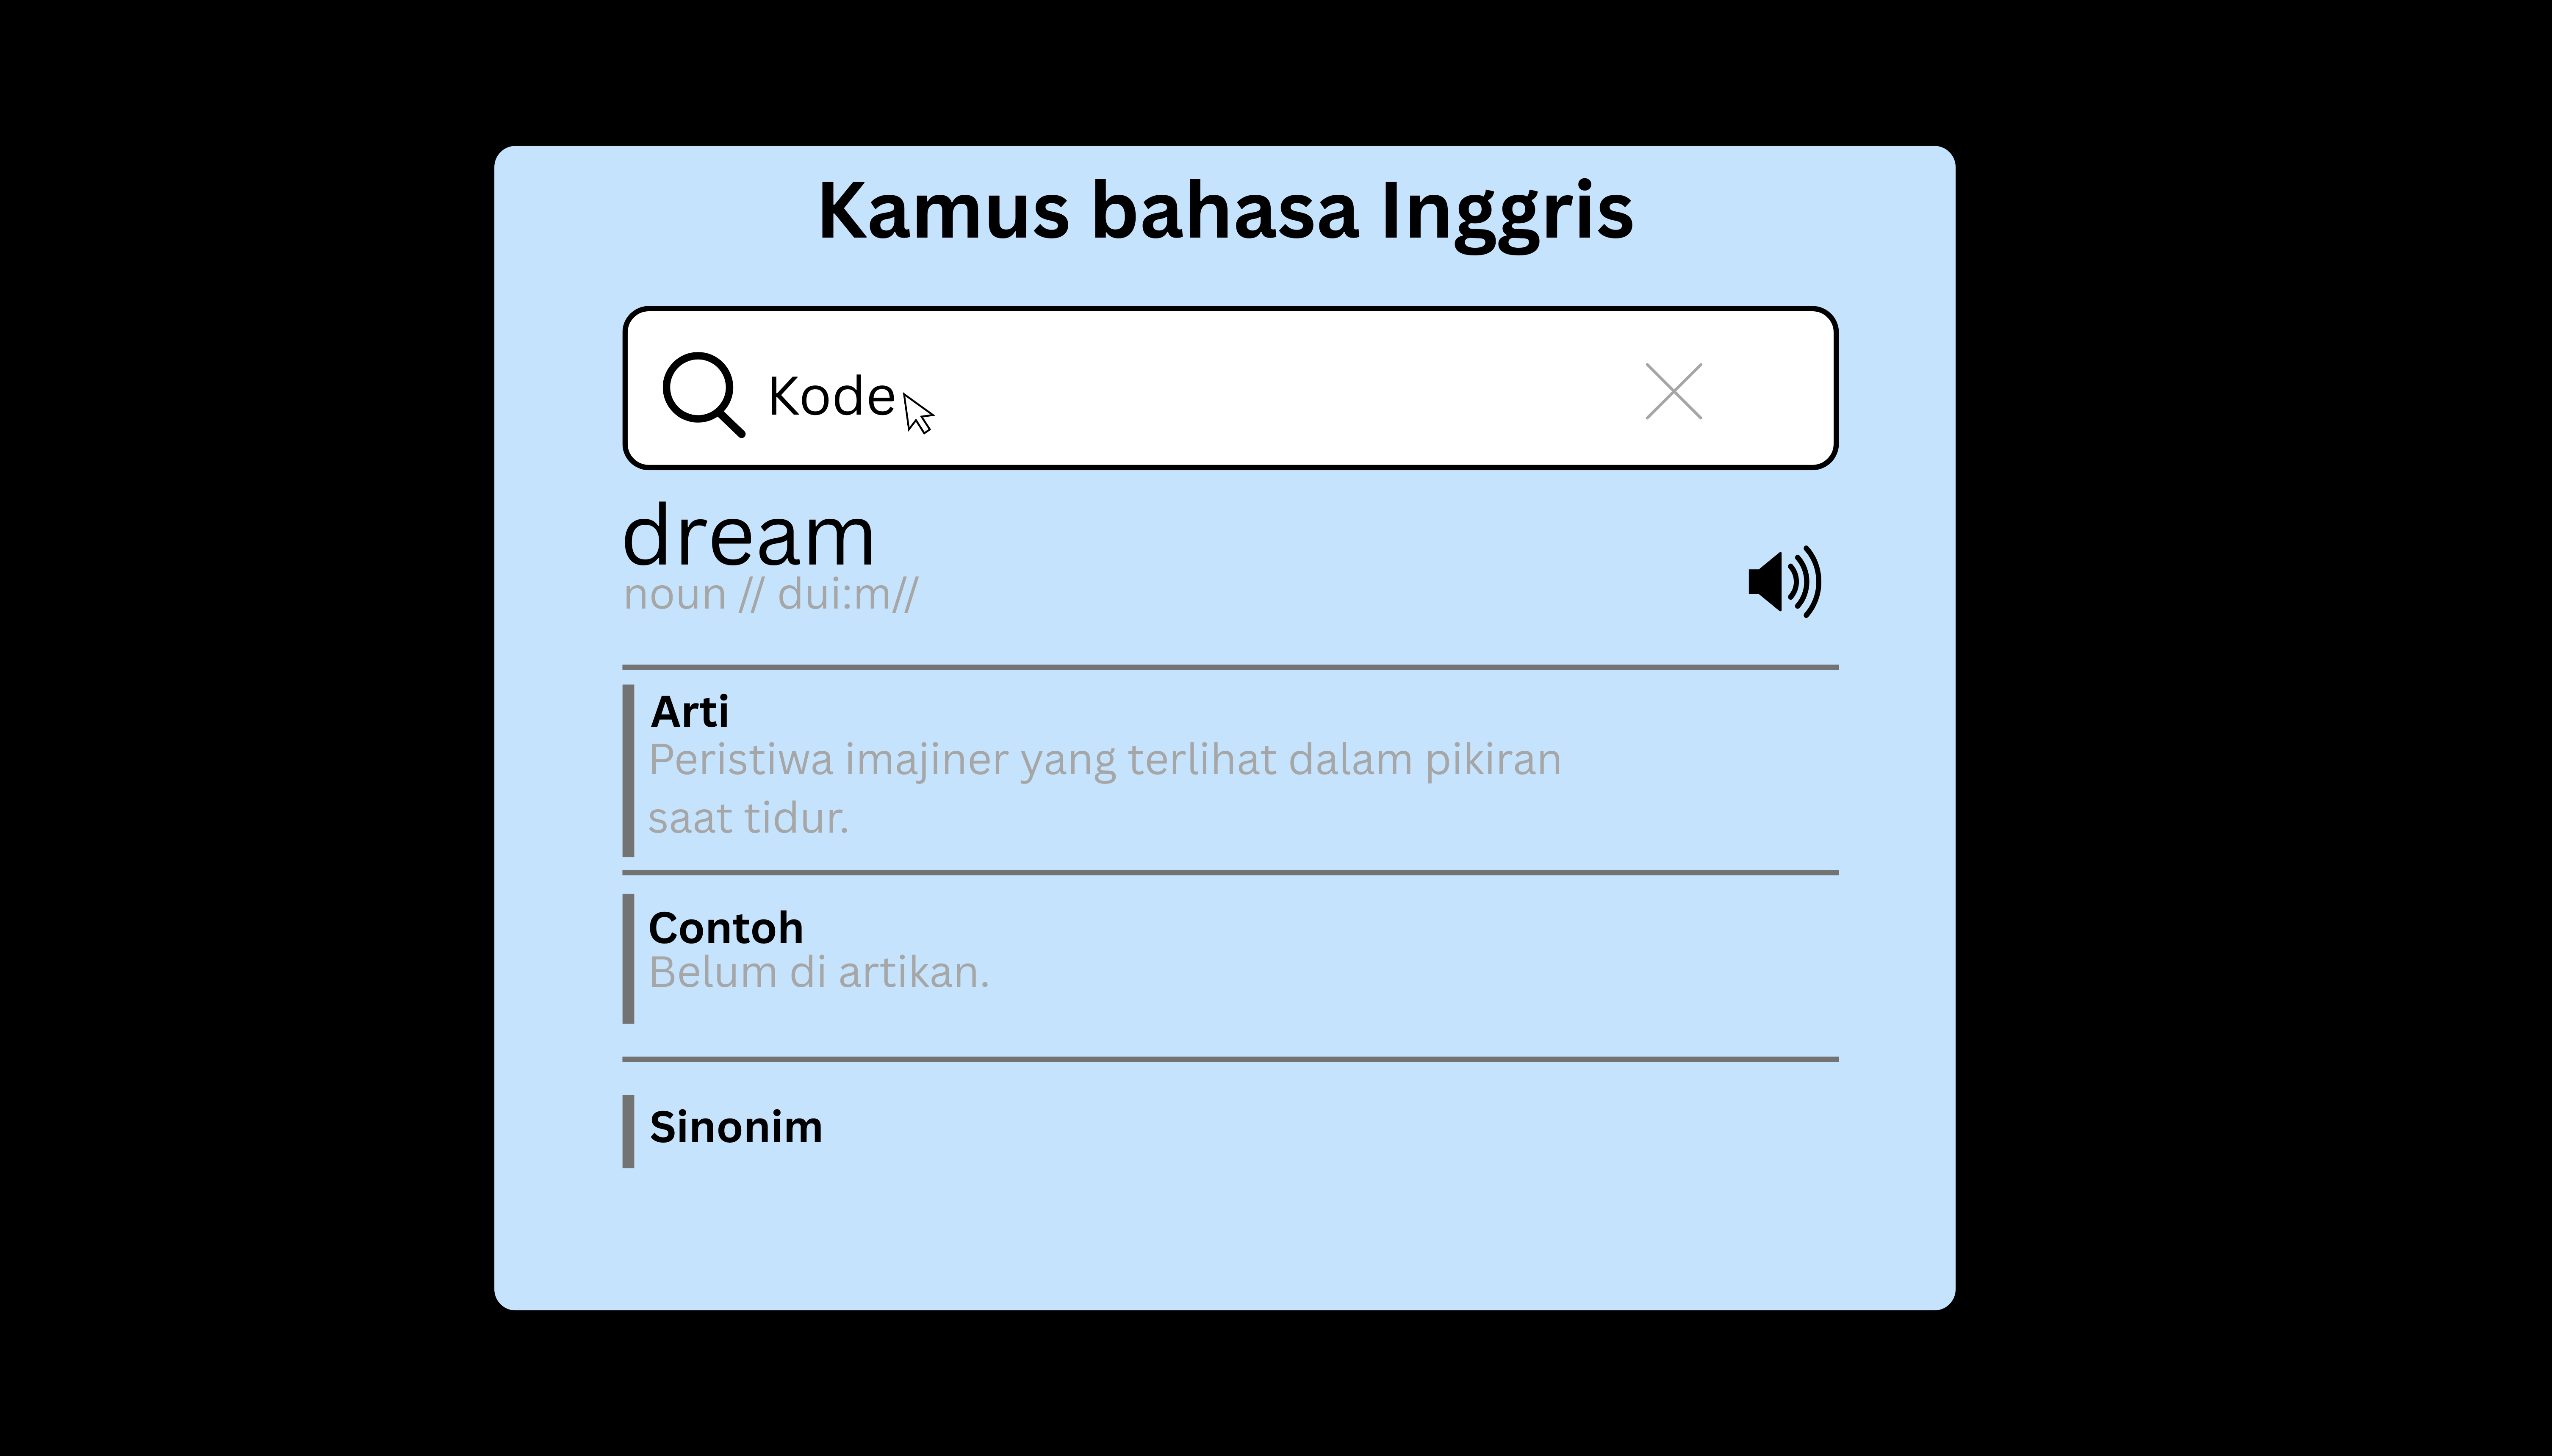 Kamus bahasa Inggris
Kode
dream
noun // dui:m//
Arti
Peristiwa imajiner yang terlihat dalam pikiran
saat tidur.
Contoh
Belum di artikan.
Sinonim